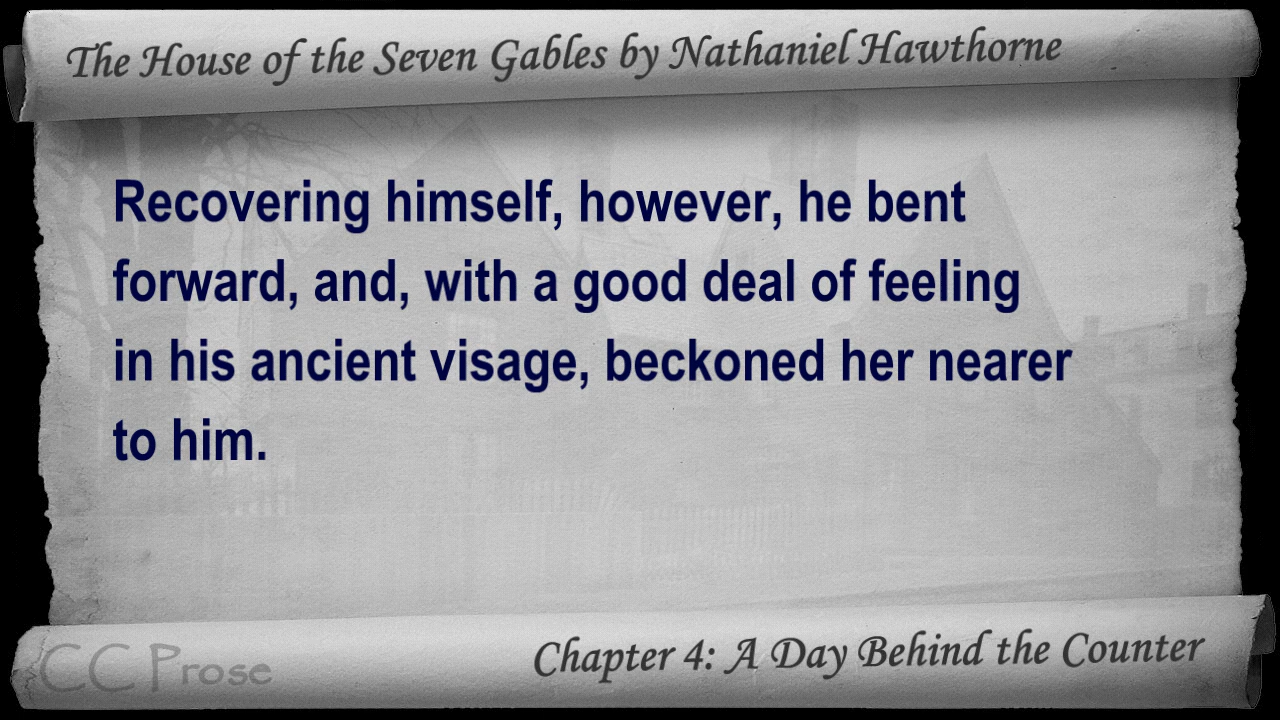 The House of the Seven Gables by Nathaniel Hawthorne
Recovering himself, however, he bent
forward, and, with a good deal of feeling
in his ancient visage, beckoned her nearer
to him.
CC Prose
Chapter 4: A Day Behind the Counter